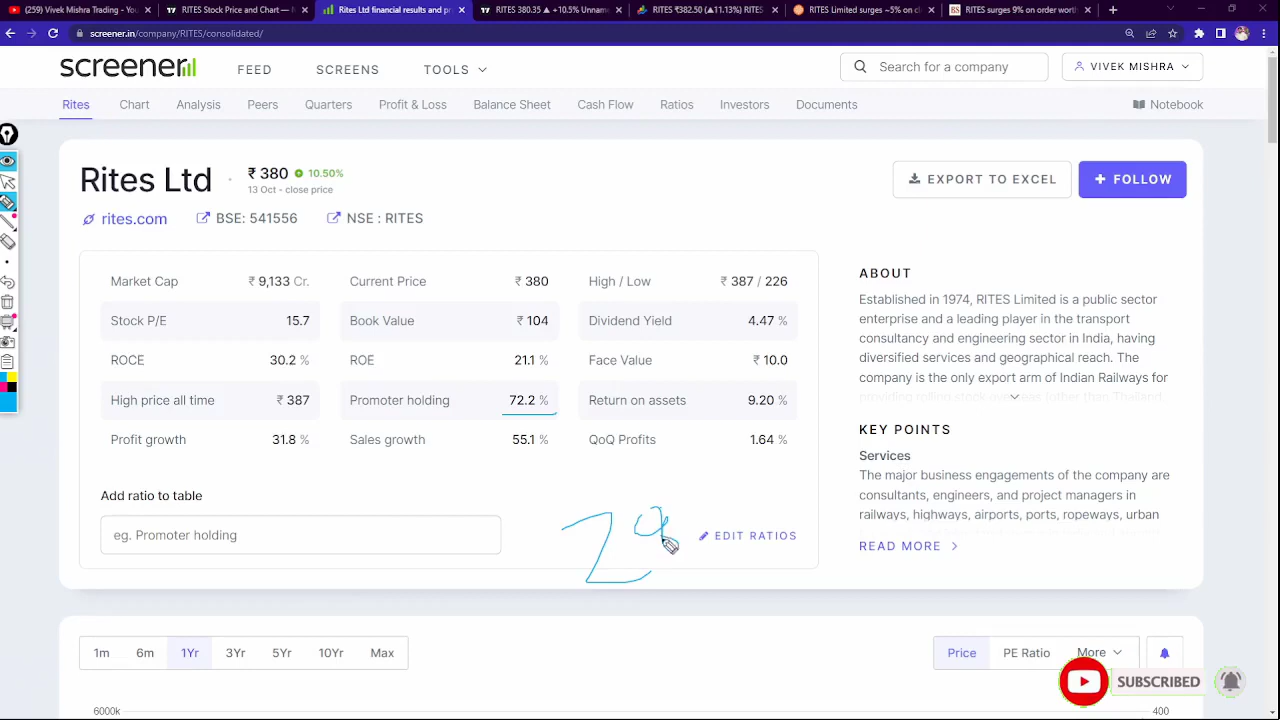 (259) Vivek Mishra Trading - You
RITES Stock Price and Chart — N
Rites Ltd financial results and pr
RITES 380.35 ▲ +10.5% Unnam
RITES ₹382.50 (▲11.13%) RITES
RITES Limited surges ~5% on cl
RITES surges 9% on order worth
screener.in/company/RITES/consolidated/
screener
FEED
SCREENS
TOOLS
Search for a company
VIVEK MISHRA
Rites
Chart
Analysis
Peers
Quarters
Profit & Loss
Balance Sheet
Cash Flow
Ratios
Investors
Documents
Notebook
Rites Ltd
₹ 380 10.50%
13 Oct - close price
EXPORT TO EXCEL
+ FOLLOW
rites.com
BSE: 541556
NSE : RITES
Market Cap ₹ 9,133 Cr.
Current Price ₹ 380
High / Low ₹ 387 / 226
Stock P/E 15.7
Book Value ₹ 104
Dividend Yield 4.47 %
ROCE 30.2 %
ROE 21.1 %
Face Value ₹ 10.0
High price all time ₹ 387
Promoter holding 72.2 %
Return on assets 9.20 %
Profit growth 31.8 %
Sales growth 55.1 %
QoQ Profits 1.64 %
Add ratio to table
eg. Promoter holding
EDIT RATIOS
ABOUT
Established in 1974, RITES Limited is a public sector
enterprise and a leading player in the transport
consultancy and engineering sector in India, having
diversified services and geographical reach. The
company is the only export arm of Indian Railways for
providing rolling stock overseas (other than Thailand,
KEY POINTS
Services
The major business engagements of the company are
consultants, engineers, and project managers in
railways, highways, airports, ports, ropeways, urban
READ MORE
1m
6m
1Yr
3Yr
5Yr
10Yr
Max
Price
PE Ratio
More
SUBSCRIBED
6000k
400